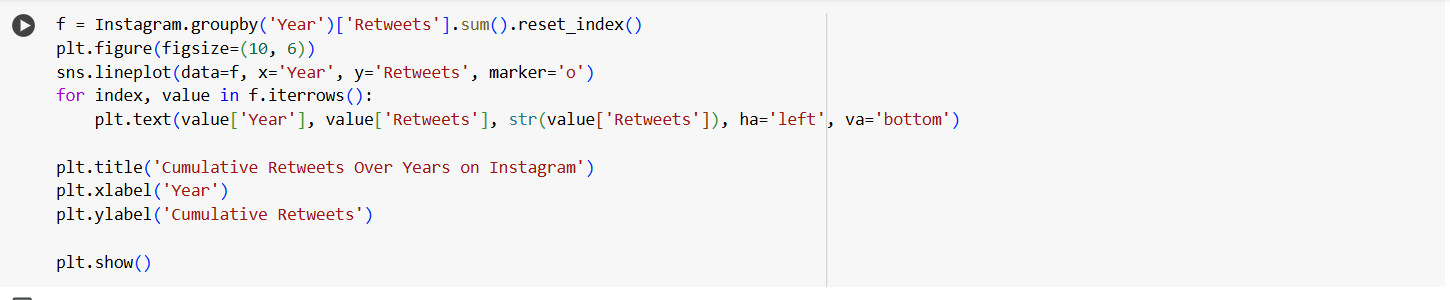 f = Instagram.groupby('Year')['Retweets'].sum().reset_index()
plt.figure(figsize=(10, 6))
sns.lineplot(data=f, x='Year', y='Retweets', marker='o')
for index, value in f.iterrows():
    plt.text(value['Year'], value['Retweets'], str(value['Retweets']), ha='left', va='bottom')
plt.title('Cumulative Retweets Over Years on Instagram')
plt.xlabel('Year')
plt.ylabel('Cumulative Retweets')
plt.show()